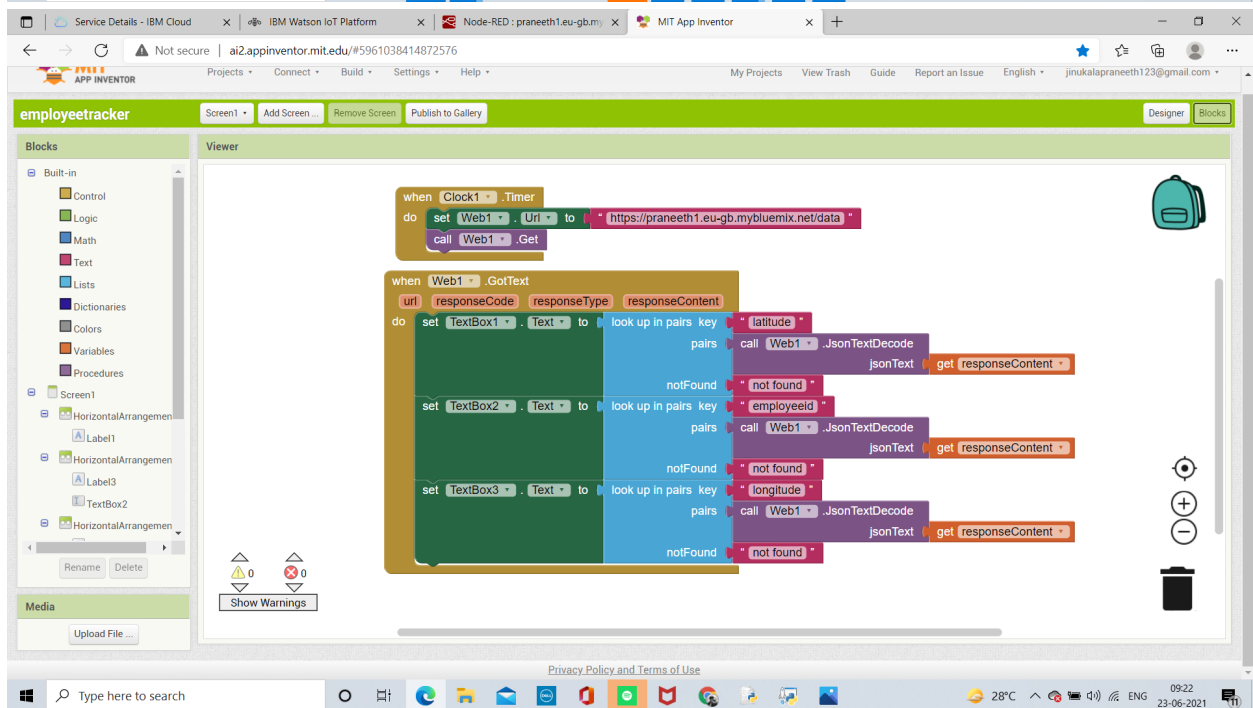 Service Details - IBM Cloud
IBM Watson IoT Platform
Node-RED : praneeth1.eu-gb.my
MIT App Inventor
Not secure | ai2.appinventor.mit.edu/#5961038414872576
MIT
APP INVENTOR
Projects
Connect
Build
Settings
Help
My Projects
View Trash
Guide
Report an Issue
English
jinukalapraneeth123@gmail.com
employeetracker
Screen1
Add Screen ...
Remove Screen
Publish to Gallery
Designer
Blocks
Blocks
Viewer
Built-in
Control
Logic
Math
Text
Lists
Dictionaries
Colors
Variables
Procedures
Screen1
HorizontalArrangemen
Label1
HorizontalArrangemen
Label3
TextBox2
HorizontalArrangemen
Rename
Delete
Media
Upload File ...
when Clock1 .Timer
do set Web1 . Url to " https://praneeth1.eu-gb.mybluemix.net/data "
call Web1 .Get
when Web1 .GotText
url responseCode responseType responseContent
do set TextBox1 . Text to look up in pairs key " latitude "
pairs call Web1 .JsonTextDecode
jsonText get responseContent
notFound " not found "
set TextBox2 . Text to look up in pairs key " employeeid "
pairs call Web1 .JsonTextDecode
jsonText get responseContent
notFound " not found "
set TextBox3 . Text to look up in pairs key " longitude "
pairs call Web1 .JsonTextDecode
jsonText get responseContent
notFound " not found "
0
0
Show Warnings
Privacy Policy and Terms of Use
Type here to search
28°C
ENG
09:22
23-06-2021